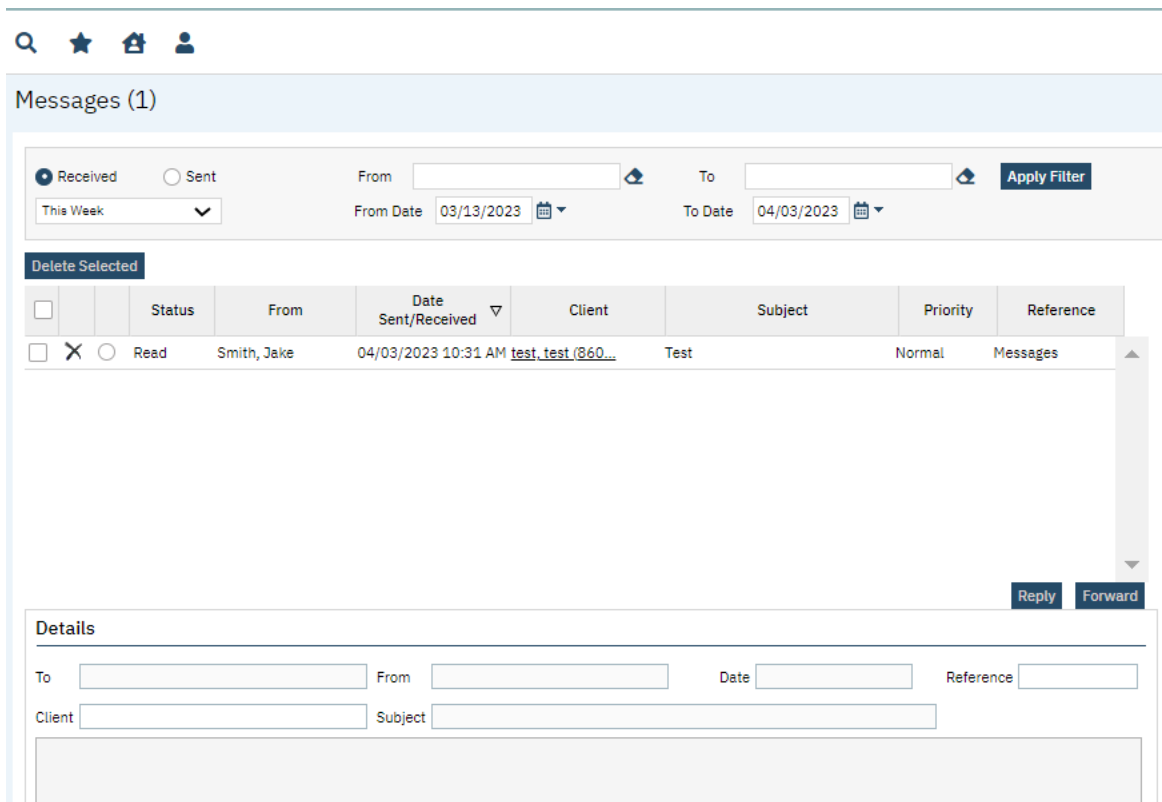 Messages (1)
Received Sent From To Apply Filter
This Week From Date 03/13/2023 To Date 04/03/2023
Delete Selected
Status From Date Sent/Received Client Subject Priority Reference
Read Smith, Jake 04/03/2023 10:31 AM test, test (860... Test Normal Messages
Reply Forward
Details
To From Date Reference
Client Subject